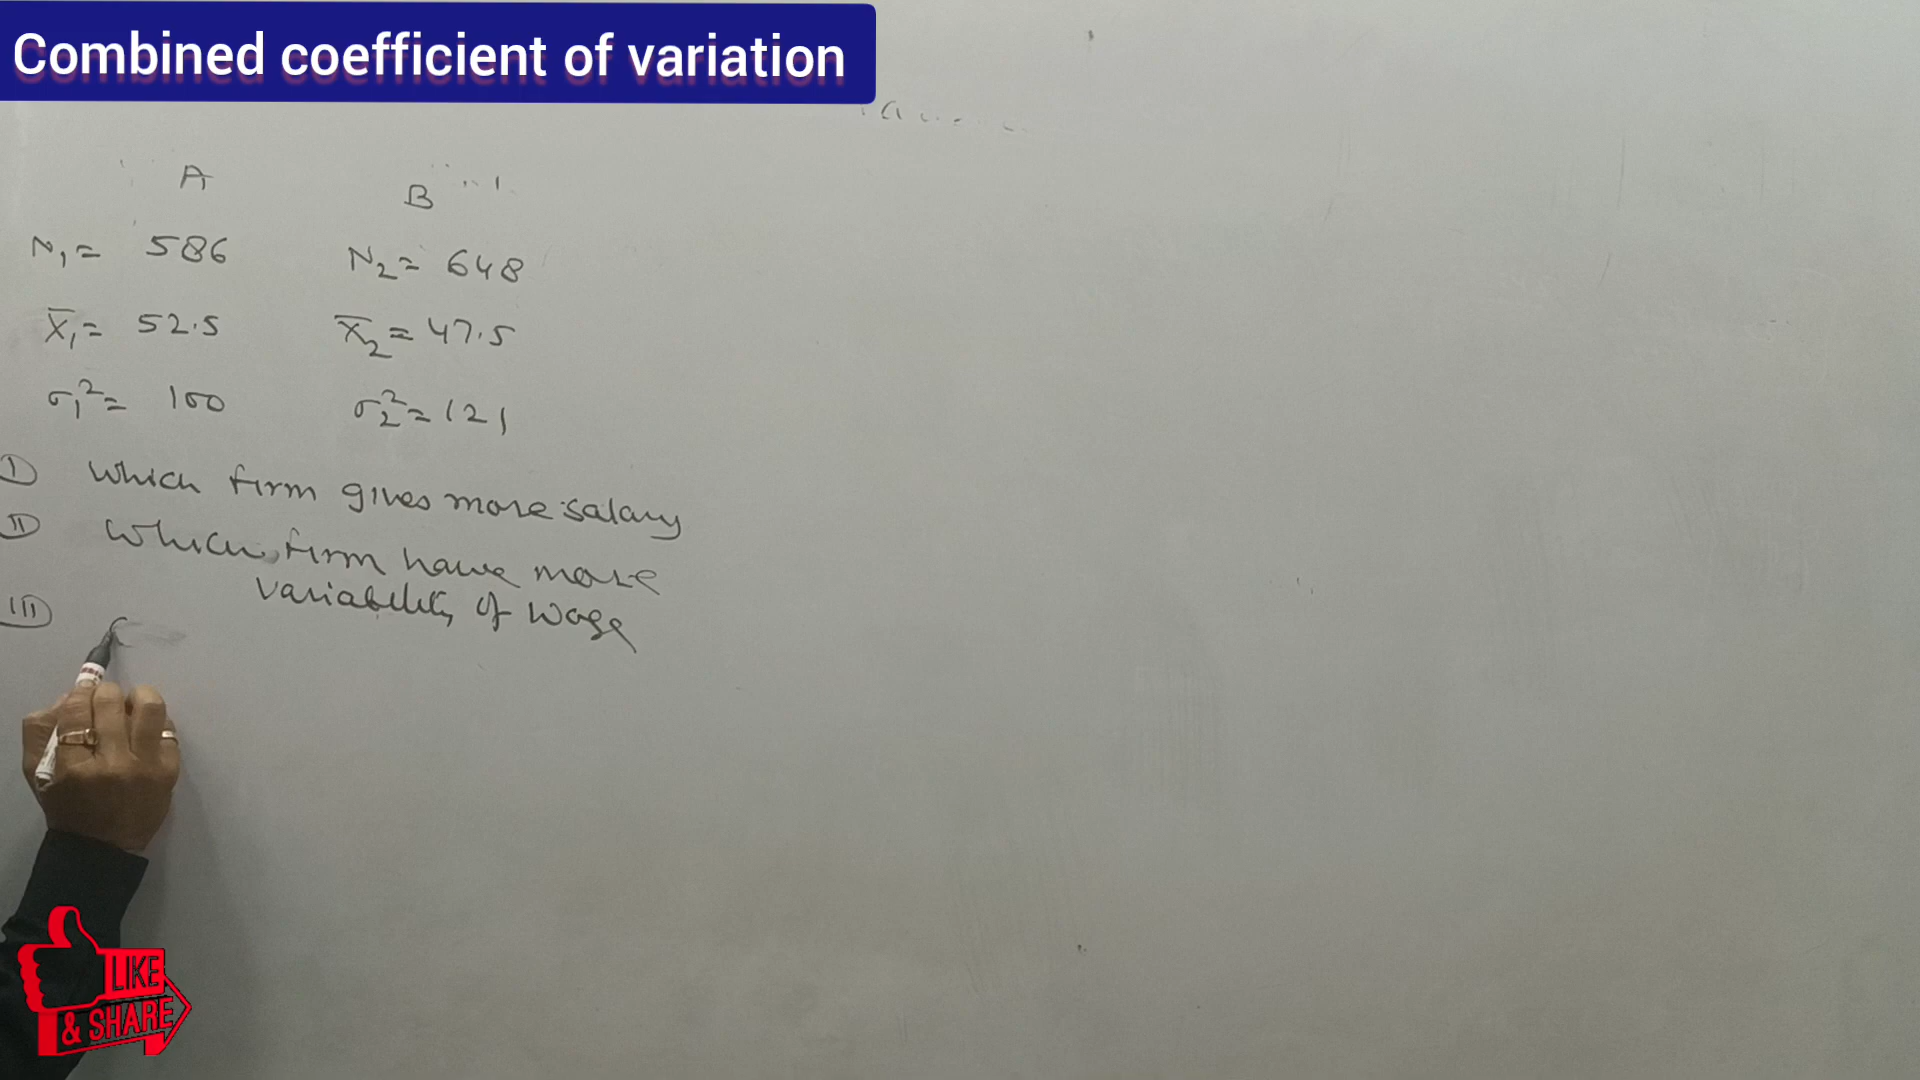 Combined coefficient of variation
A B
N₁ = 586 N₂ = 648
X̄₁ = 52.5 X̄₂ = 47.5
σ₁² = 100 σ₂² = 121
I Which firm gives more salary
II Which firm have more
variability of wage
III C
LIKE
& SHARE